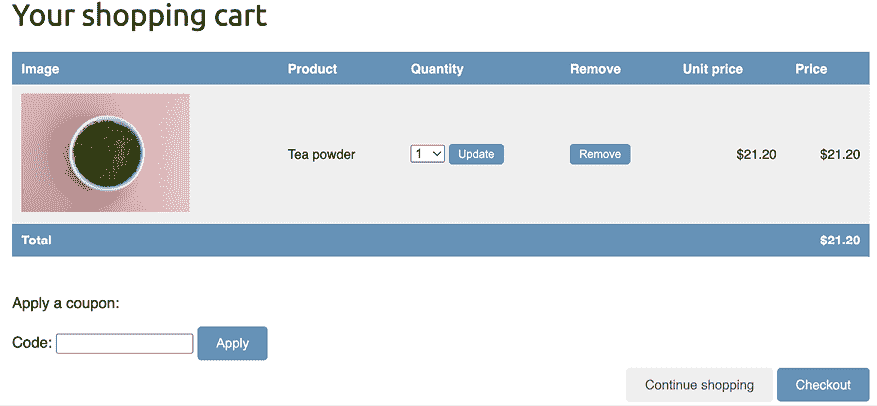 Your shopping cart
Image Product Quantity Remove Unit price Price
Tea powder 1 Update Remove $21.20 $21.20
Total $21.20
Apply a coupon:
Code: Apply
Continue shopping Checkout